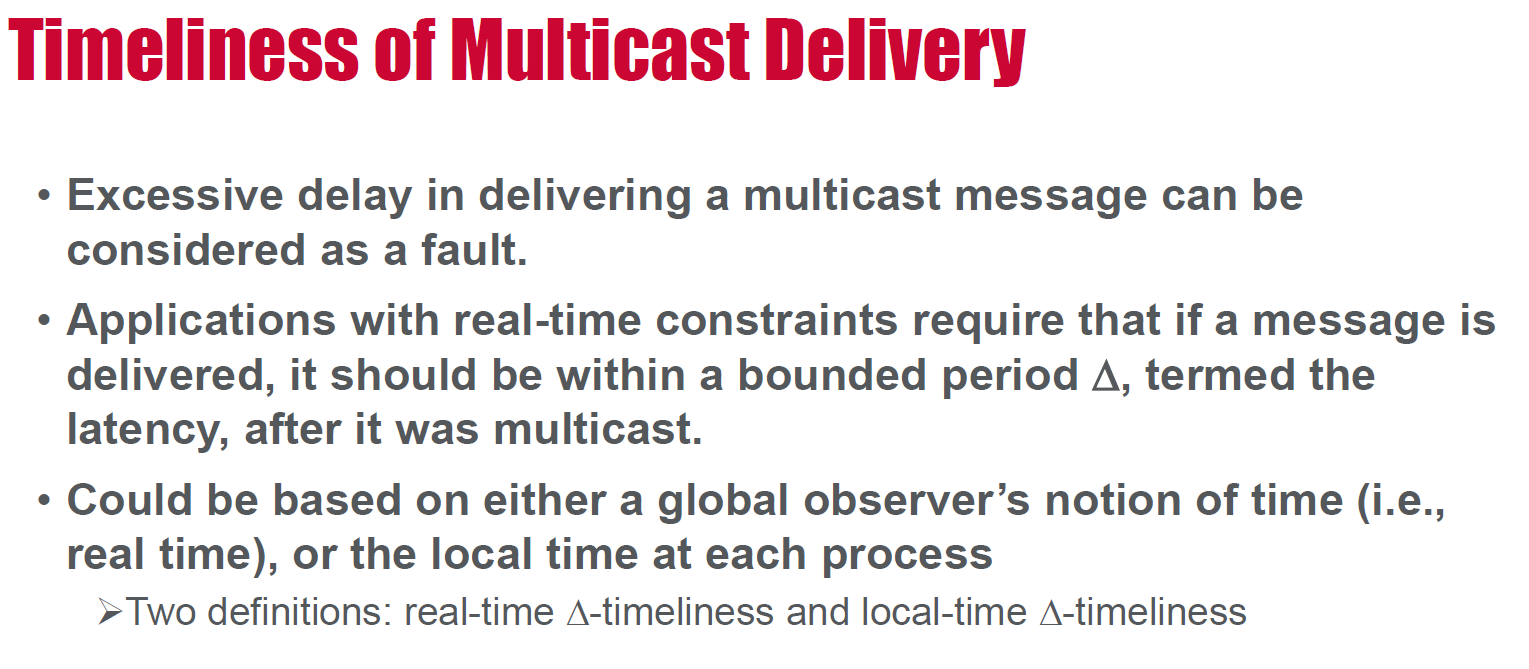 Timeliness of Multicast Delivery
• Excessive delay in delivering a multicast message can be
considered as a fault.
• Applications with real-time constraints require that if a message is
delivered, it should be within a bounded period Δ, termed the
latency, after it was multicast.
• Could be based on either a global observer’s notion of time (i.e.,
real time), or the local time at each process
➢Two definitions: real-time Δ-timeliness and local-time Δ-timeliness